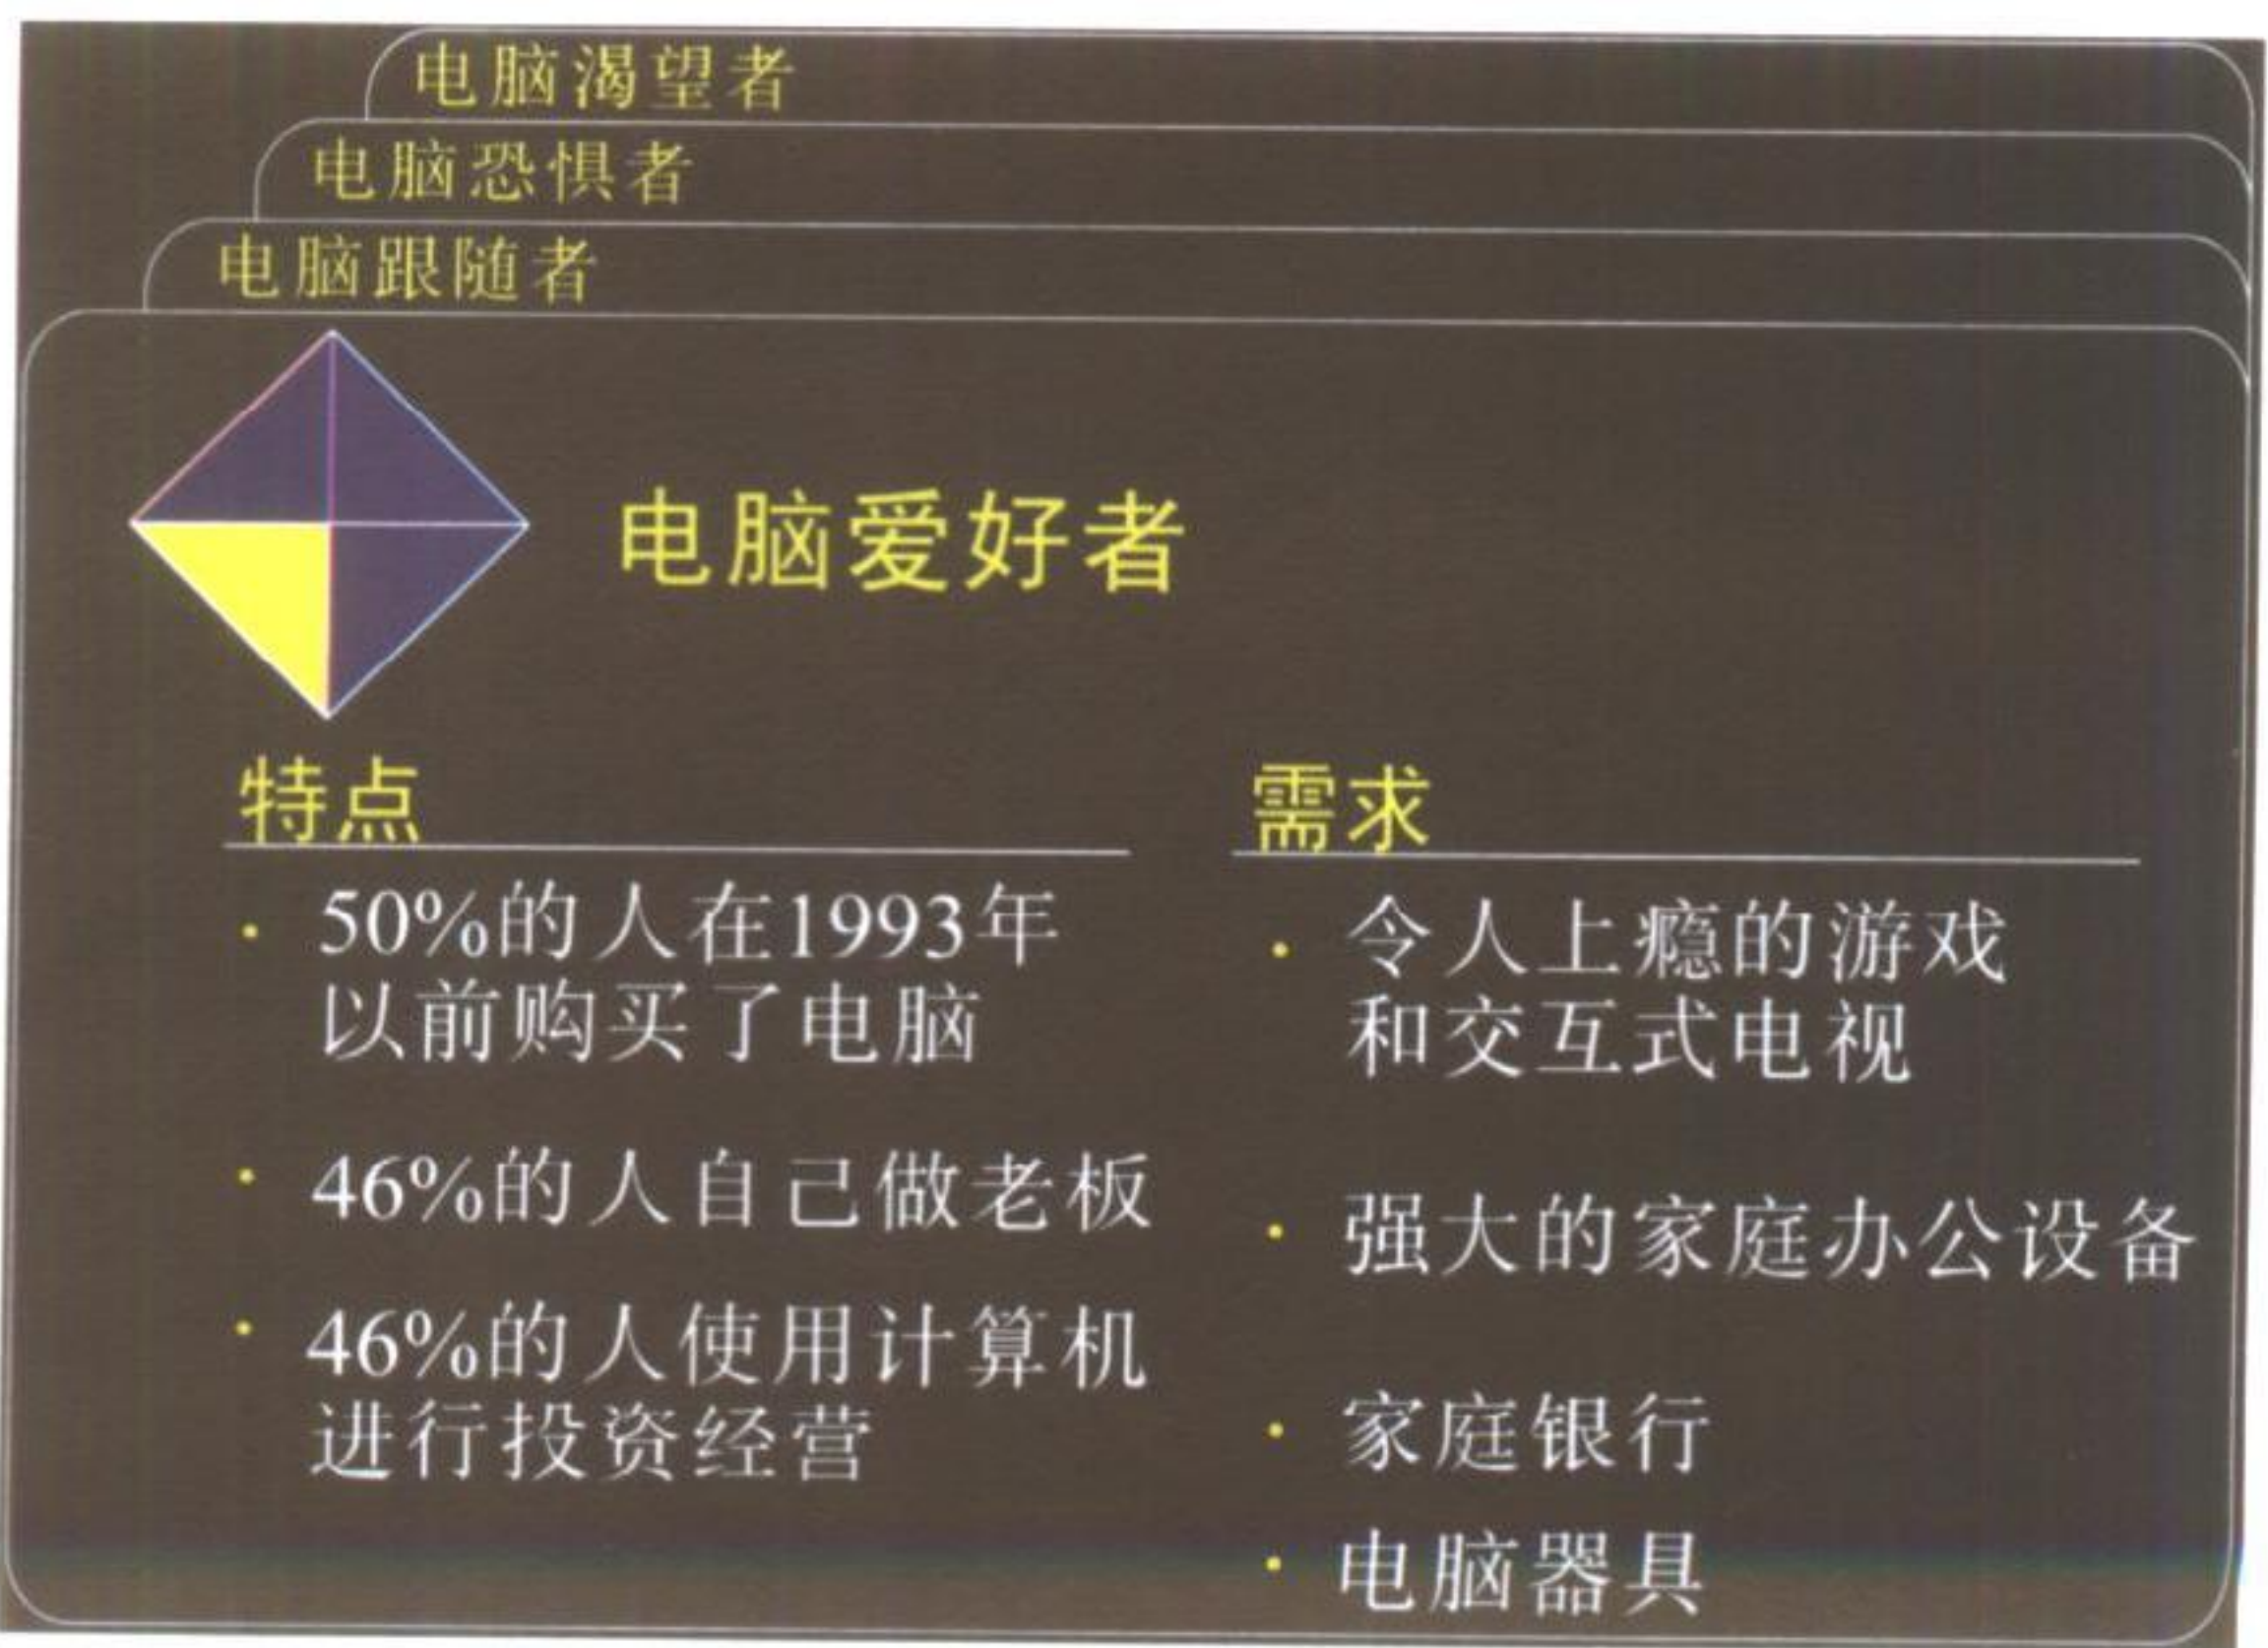 电脑渴望者
电脑恐惧者
电脑跟随者
电脑爱好者
特点
· 50%的人在1993年
以前购买了电脑
· 46%的人自己做老板
· 46%的人使用计算机
进行投资经营
需求
· 令人上瘾的游戏
和交互式电视
· 强大的家庭办公设备
· 家庭银行
· 电脑器具